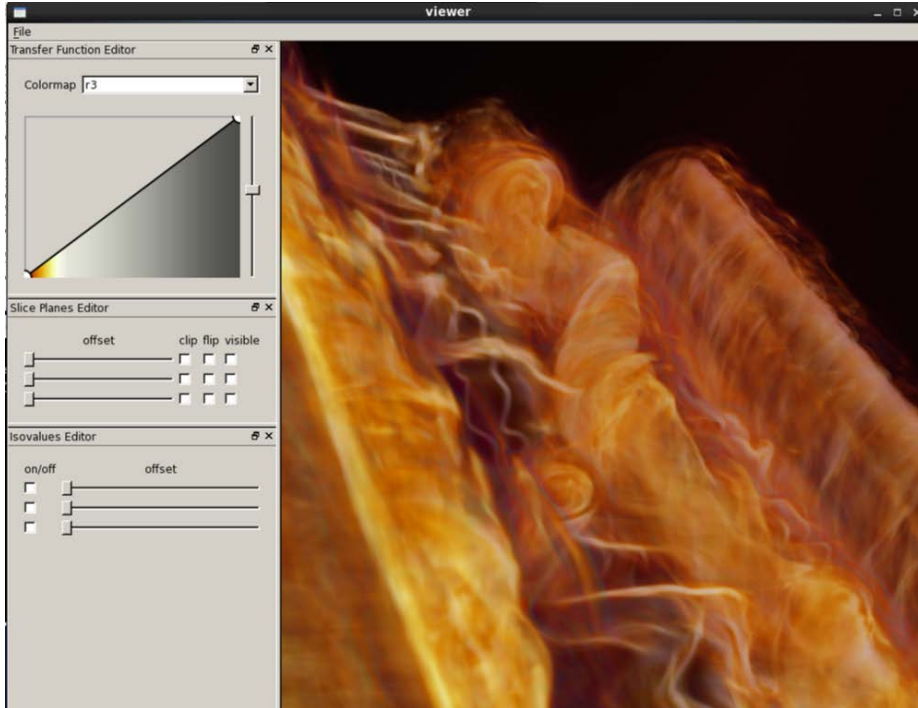 viewer
File
Transfer Function Editor
Colormap r3
Slice Planes Editor
offset clip flip visible
Isovalues Editor
on/off offset